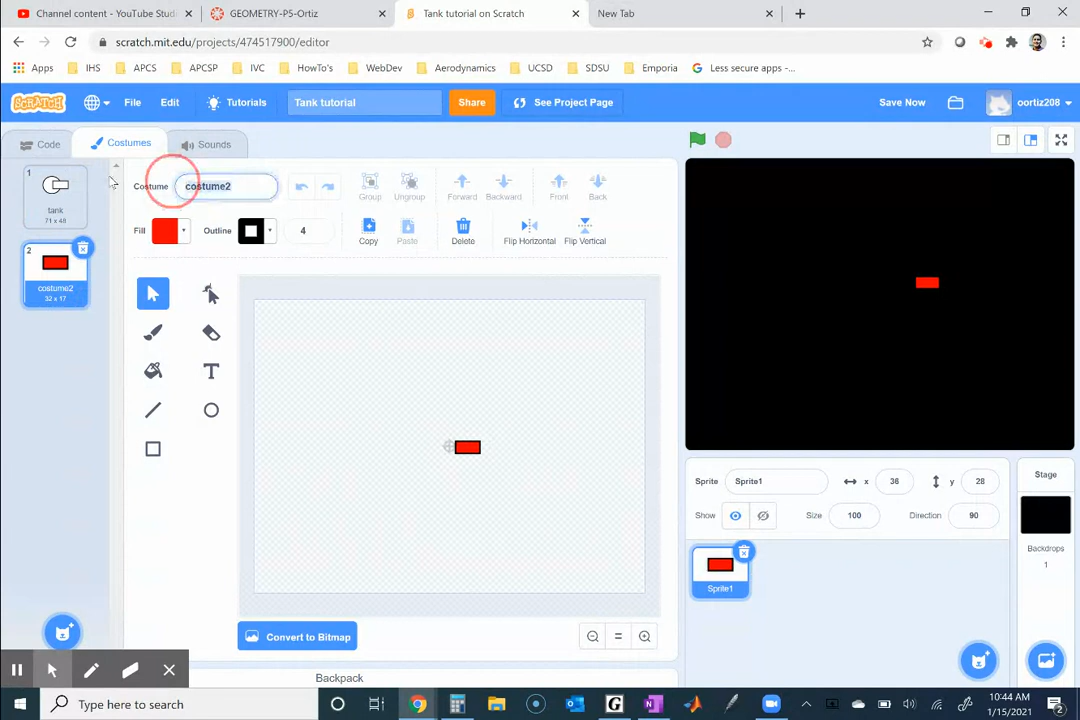 Channel content - YouTube Studi
GEOMETRY-P5-Ortiz
Tank tutorial on Scratch
New Tab
scratch.mit.edu/projects/474517900/editor
Apps
IHS
APCS
APCSP
IVC
HowTo's
WebDev
Aerodynamics
UCSD
SDSU
Emporia
Less secure apps -...
SCRATCH
File
Edit
Tutorials
Tank tutorial
Share
See Project Page
Save Now
oortiz208
Code
Costumes
Sounds
1
tank
71 x 48
2
costume2
32 x 17
Costume
costume2
Group
Ungroup
Forward
Backward
Front
Back
Fill
Outline
4
Copy
Paste
Delete
Flip Horizontal
Flip Vertical
T
Convert to Bitmap
Backpack
Sprite
Sprite1
x
36
y
28
Show
Size
100
Direction
90
Sprite1
Stage
Backdrops
1
Type here to search
10:44 AM
1/15/2021
2